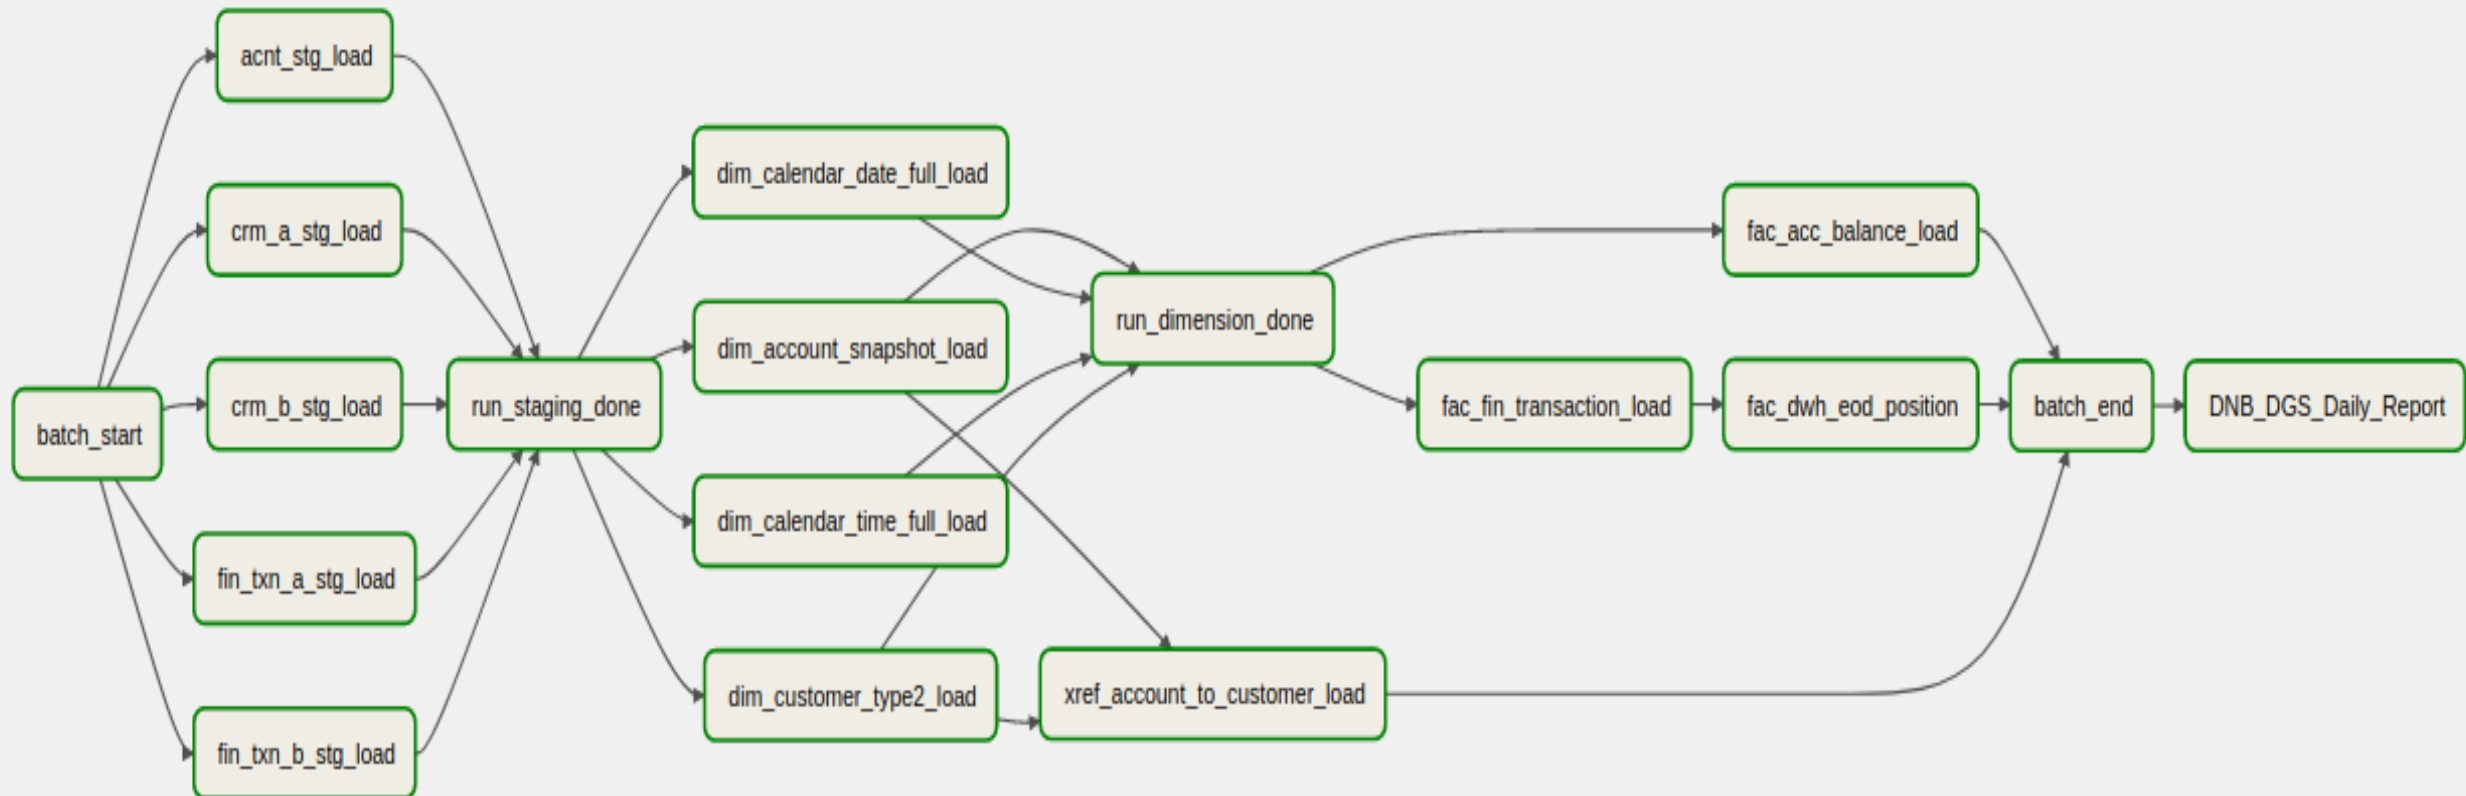 acnt_stg_load
crm_a_stg_load
crm_b_stg_load
batch_start
fin_txn_a_stg_load
fin_txn_b_stg_load
run_staging_done
dim_calendar_date_full_load
dim_account_snapshot_load
dim_calendar_time_full_load
dim_customer_type2_load
run_dimension_done
xref_account_to_customer_load
fac_acc_balance_load
fac_fin_transaction_load
fac_dwh_eod_position
batch_end
DNB_DGS_Daily_Report